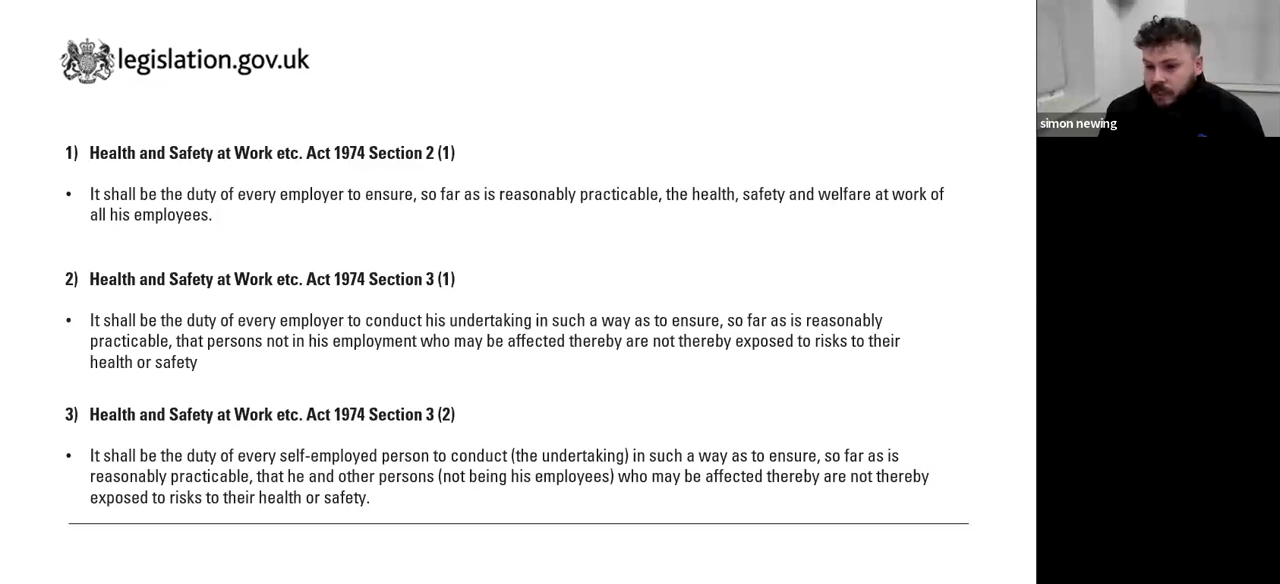 legislation.gov.uk
1) Health and Safety at Work etc. Act 1974 Section 2 (1)
• It shall be the duty of every employer to ensure, so far as is reasonably practicable, the health, safety and welfare at work of
all his employees.
2) Health and Safety at Work etc. Act 1974 Section 3 (1)
• It shall be the duty of every employer to conduct his undertaking in such a way as to ensure, so far as is reasonably
practicable, that persons not in his employment who may be affected thereby are not thereby exposed to risks to their
health or safety
3) Health and Safety at Work etc. Act 1974 Section 3 (2)
• It shall be the duty of every self-employed person to conduct (the undertaking) in such a way as to ensure, so far as is
reasonably practicable, that he and other persons (not being his employees) who may be affected thereby are not thereby
exposed to risks to their health or safety.
simon newing